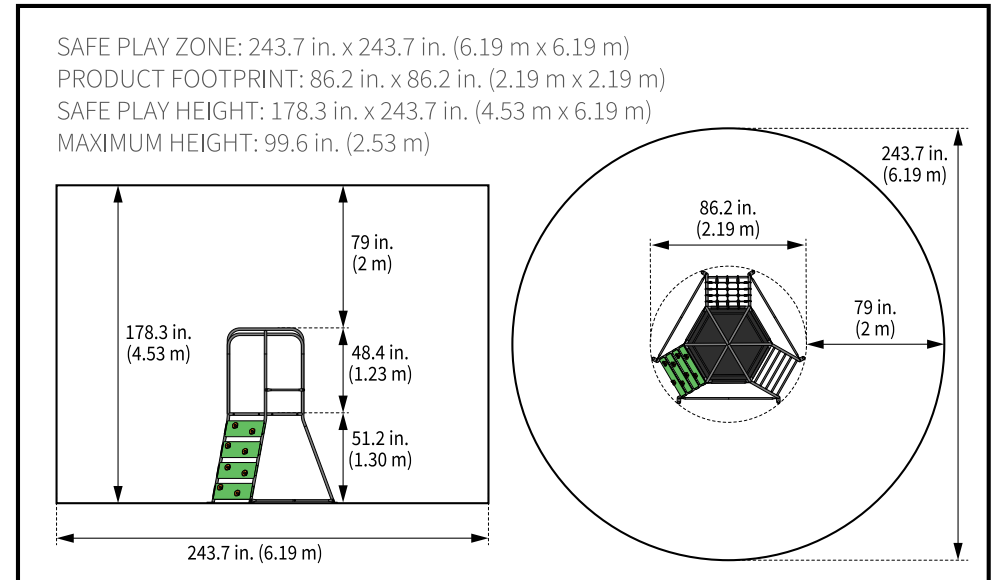 SAFE PLAY ZONE: 243.7 in. x 243.7 in. (6.19 m x 6.19 m)
PRODUCT FOOTPRINT: 86.2 in. x 86.2 in. (2.19 m x 2.19 m)
SAFE PLAY HEIGHT: 178.3 in. x 243.7 in. (4.53 m x 6.19 m)
MAXIMUM HEIGHT: 99.6 in. (2.53 m)
79 in.
(2 m)
178.3 in.
(4.53 m)
48.4 in.
(1.23 m)
51.2 in.
(1.30 m)
243.7 in. (6.19 m)
243.7 in.
(6.19 m)
86.2 in.
(2.19 m)
79 in.
(2 m)